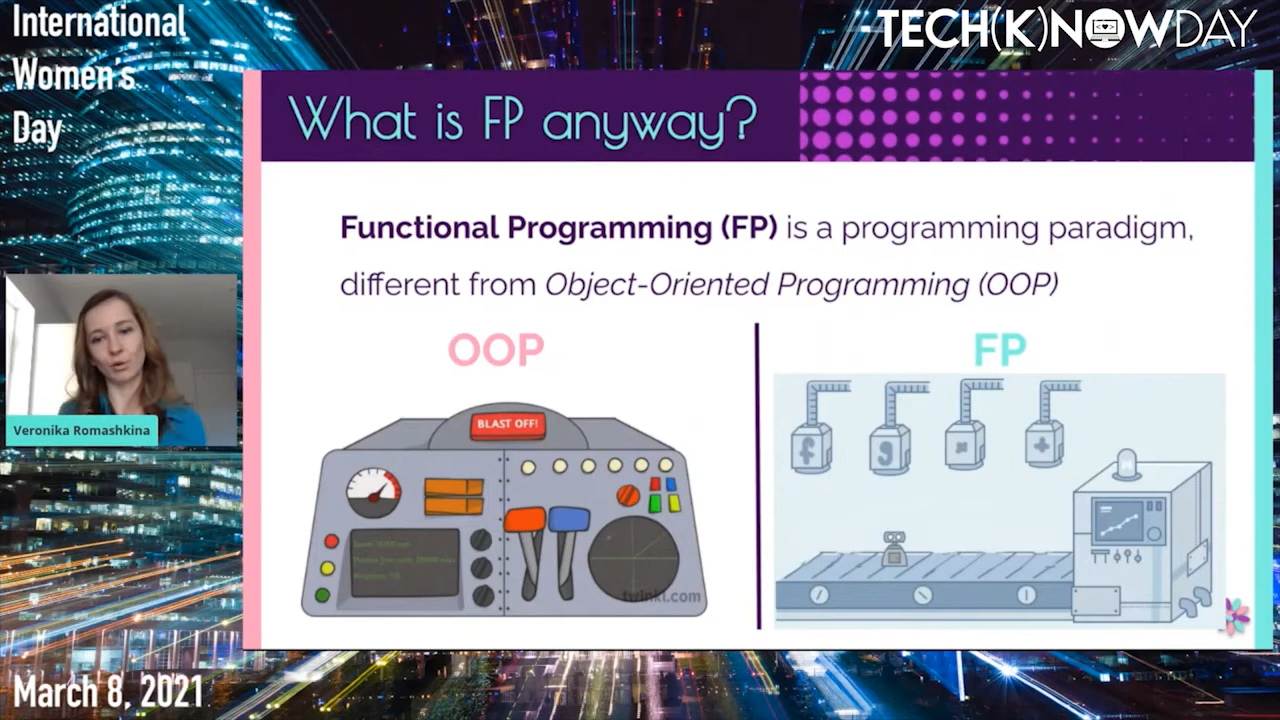 International
Women's
Day
TECH(K)NOWDAY
What is FP anyway?
Functional Programming (FP) is a programming paradigm,
different from Object-Oriented Programming (OOP)
OOP
FP
BLAST OFF!
f
g
×
+
twinkl.com
Veronika Romashkina
March 8, 2021